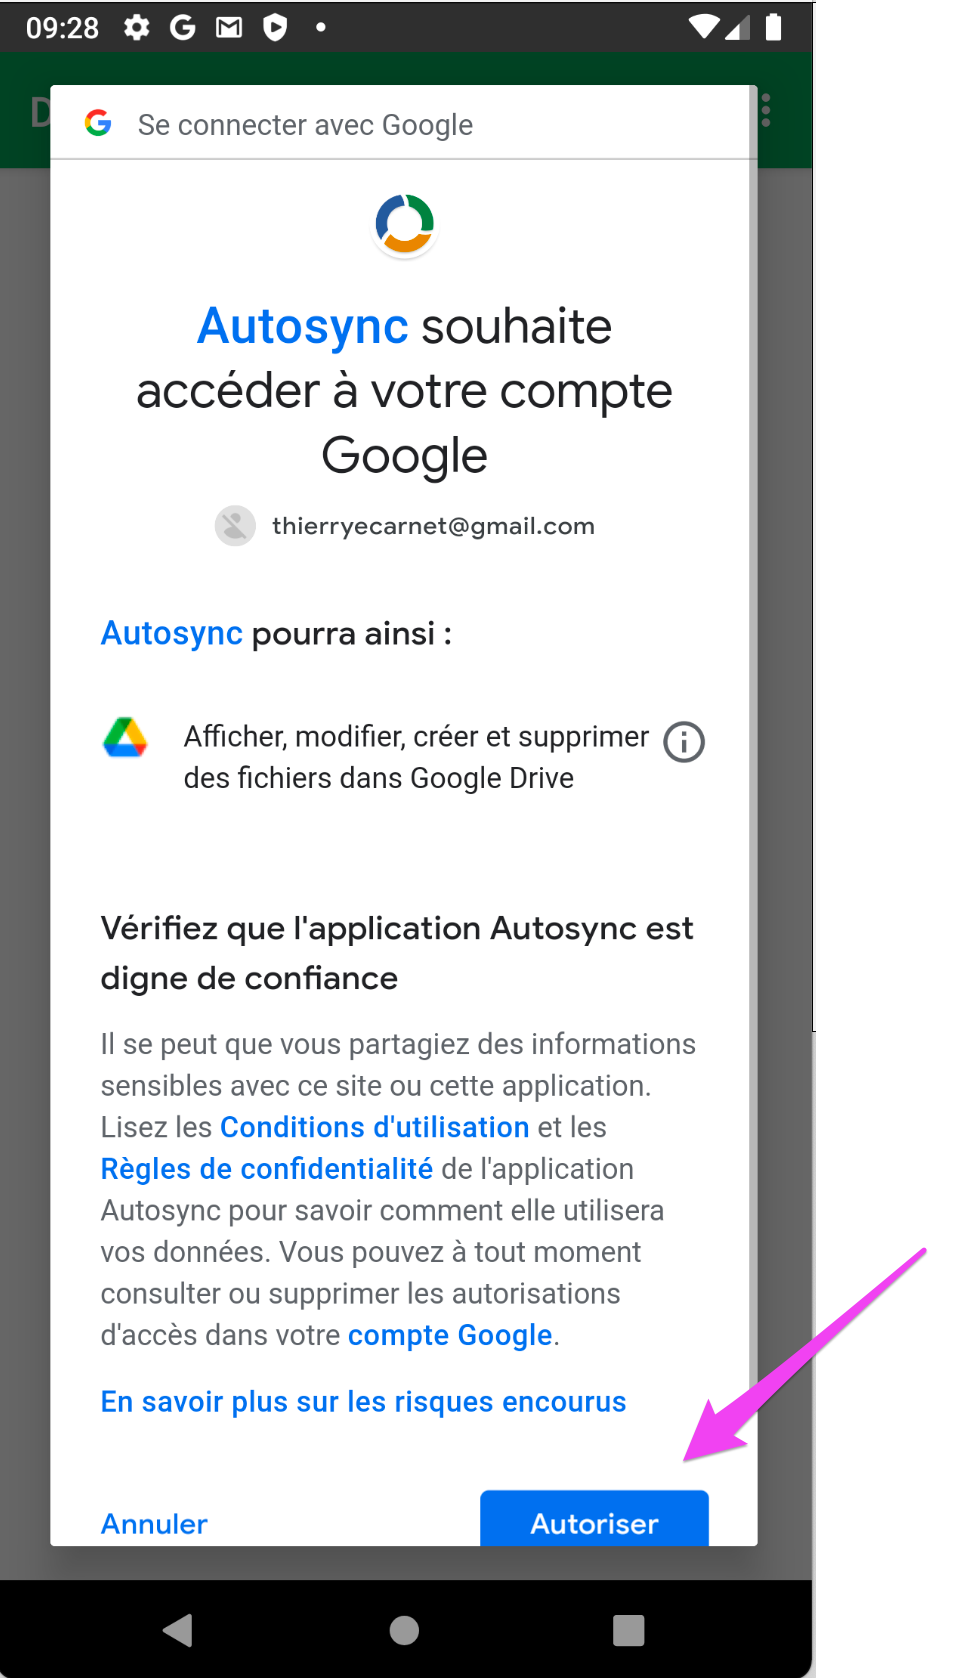 09:28
D
Se connecter avec Google
Autosync souhaite
accéder à votre compte
Google
thierryecarnet@gmail.com
Autosync pourra ainsi :
Afficher, modifier, créer et supprimer
des fichiers dans Google Drive
Vérifiez que l'application Autosync est
digne de confiance
Il se peut que vous partagiez des informations
sensibles avec ce site ou cette application.
Lisez les Conditions d'utilisation et les
Règles de confidentialité de l'application
Autosync pour savoir comment elle utilisera
vos données. Vous pouvez à tout moment
consulter ou supprimer les autorisations
d'accès dans votre compte Google.
En savoir plus sur les risques encourus
Annuler
Autoriser